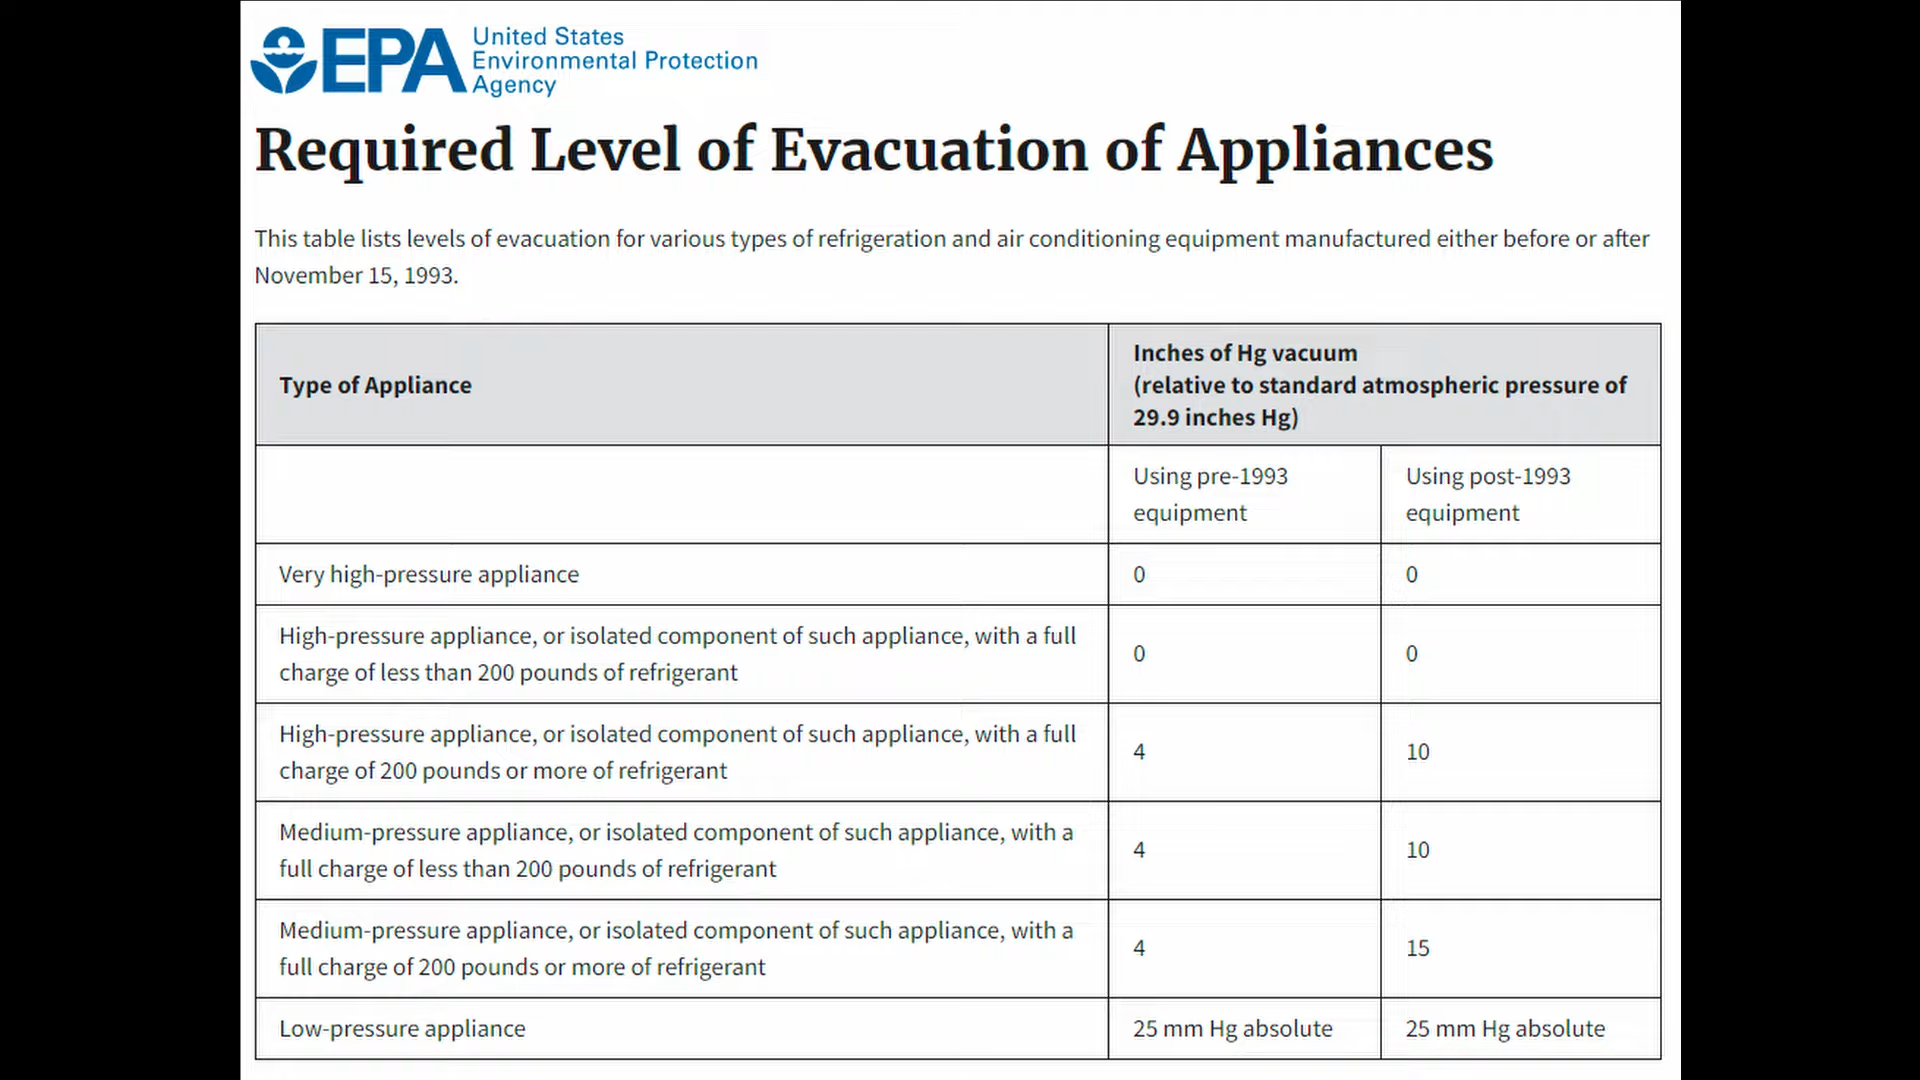 EPA
United States
Environmental Protection
Agency
Required Level of Evacuation of Appliances
This table lists levels of evacuation for various types of refrigeration and air conditioning equipment manufactured either before or after
November 15, 1993.
Type of Appliance
Inches of Hg vacuum
(relative to standard atmospheric pressure of
29.9 inches Hg)
Using pre-1993
equipment
Using post-1993
equipment
Very high-pressure appliance
0
0
High-pressure appliance, or isolated component of such appliance, with a full
charge of less than 200 pounds of refrigerant
0
0
High-pressure appliance, or isolated component of such appliance, with a full
charge of 200 pounds or more of refrigerant
4
10
Medium-pressure appliance, or isolated component of such appliance, with a
full charge of less than 200 pounds of refrigerant
4
10
Medium-pressure appliance, or isolated component of such appliance, with a
full charge of 200 pounds or more of refrigerant
4
15
Low-pressure appliance
25 mm Hg absolute
25 mm Hg absolute